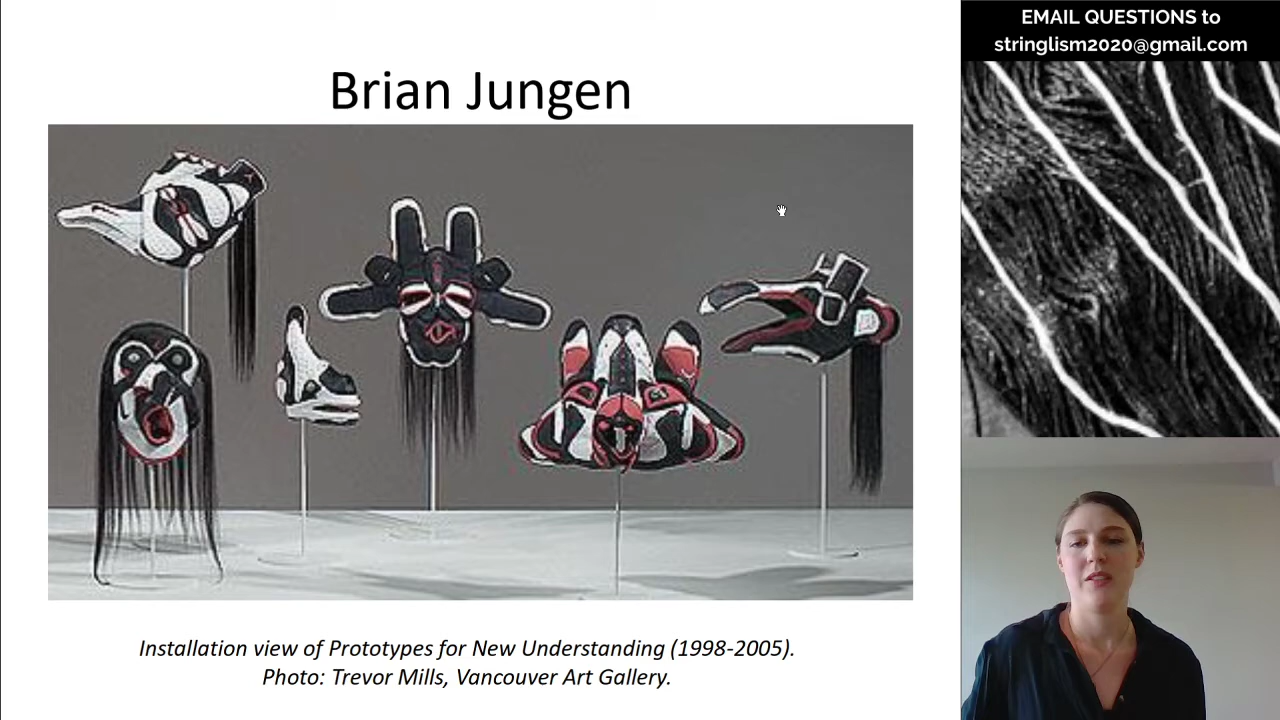 EMAIL QUESTIONS to
stringlism2020@gmail.com
Brian Jungen
Installation view of Prototypes for New Understanding (1998-2005).
Photo: Trevor Mills, Vancouver Art Gallery.